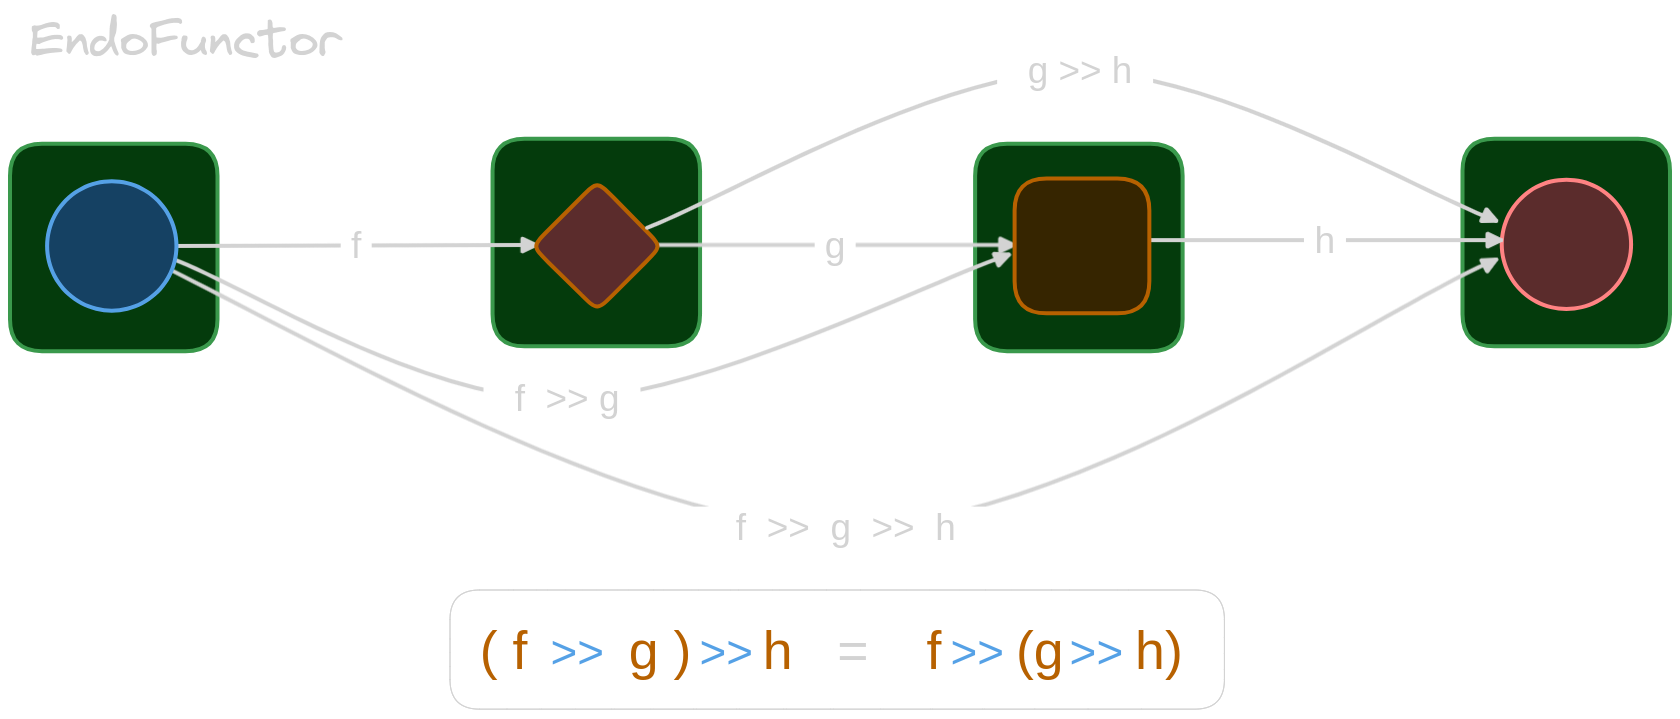 EndoFunctor
g >> h
f
g
h
f >> g
f >> g >> h
( f >> g ) >> h = f >> (g >> h)